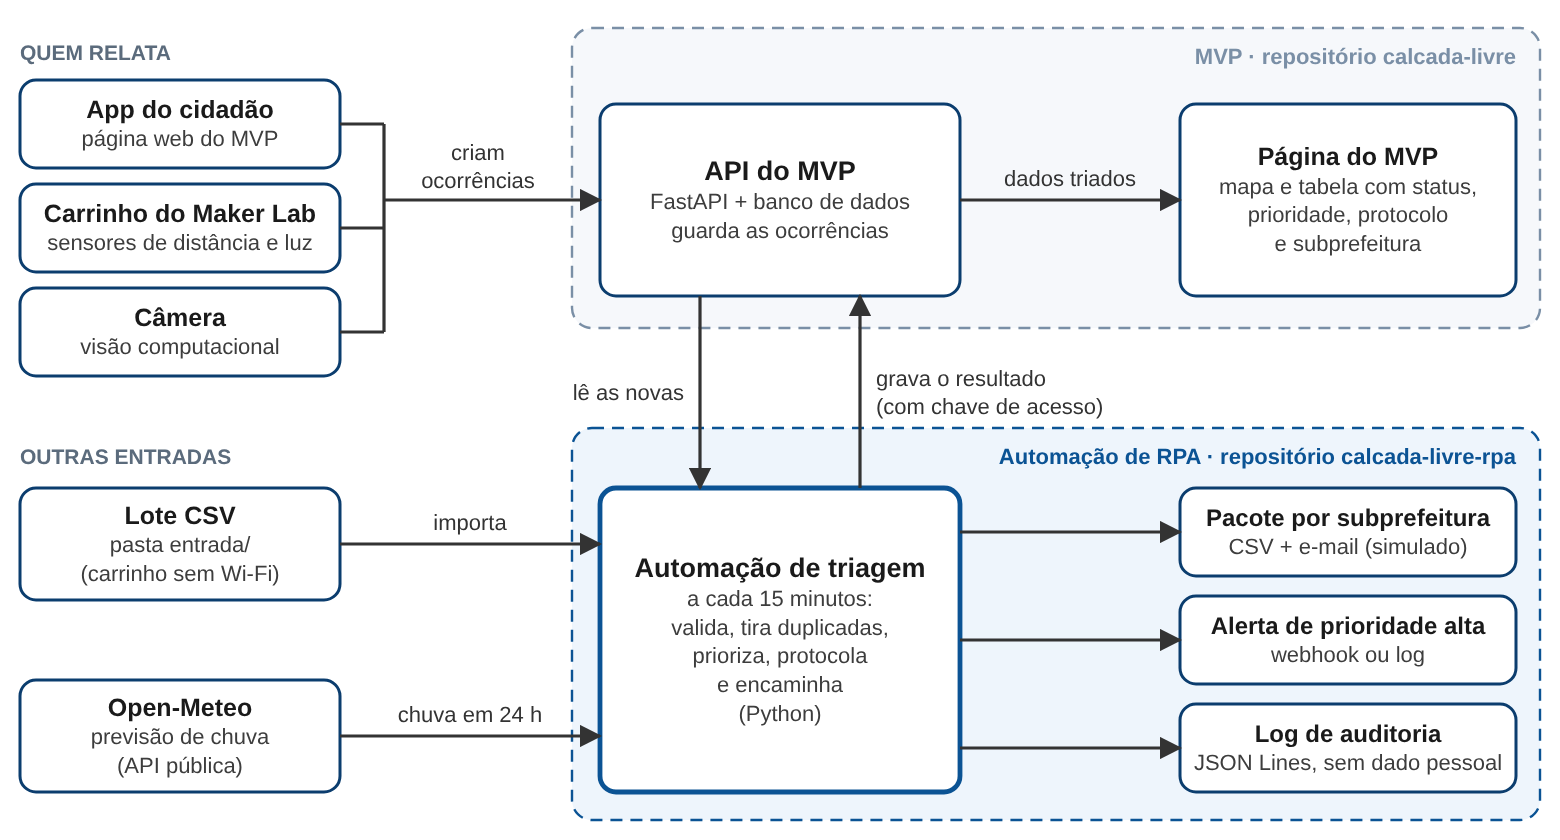 QUEM RELATA
App do cidadão
página web do MVP
Carrinho do Maker Lab
sensores de distância e luz
Câmera
visão computacional
criam
ocorrências
MVP · repositório calcada-livre
API do MVP
FastAPI + banco de dados
guarda as ocorrências
dados triados
Página do MVP
mapa e tabela com status,
prioridade, protocolo
e subprefeitura
lê as novas
grava o resultado
(com chave de acesso)
OUTRAS ENTRADAS
Lote CSV
pasta entrada/
(carrinho sem Wi-Fi)
importa
Open-Meteo
previsão de chuva
(API pública)
chuva em 24 h
Automação de RPA · repositório calcada-livre-rpa
Automação de triagem
a cada 15 minutos:
valida, tira duplicadas,
prioriza, protocola
e encaminha
(Python)
Pacote por subprefeitura
CSV + e-mail (simulado)
Alerta de prioridade alta
webhook ou log
Log de auditoria
JSON Lines, sem dado pessoal